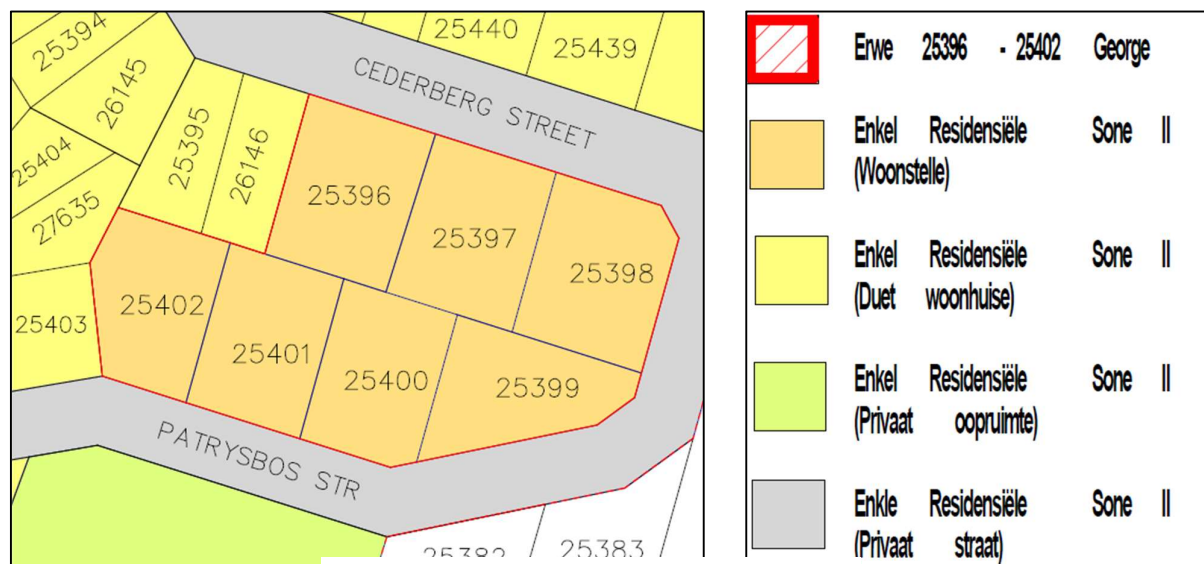 25394
26145
25440
25439
CEDERBERG STREET
25404
27635
25395
26146
25396
25397
25398
25402
25403
25401
25400
25399
PATRYSBOS STR
25382
25383
Erwe 25396 - 25402 George
Enkel Residensiële Sone II
(Woonstelle)
Enkel Residensiële Sone II
(Duet woonhuise)
Enkel Residensiële Sone II
(Privaat oopruimte)
Enkle Residensiële Sone II
(Privaat straat)